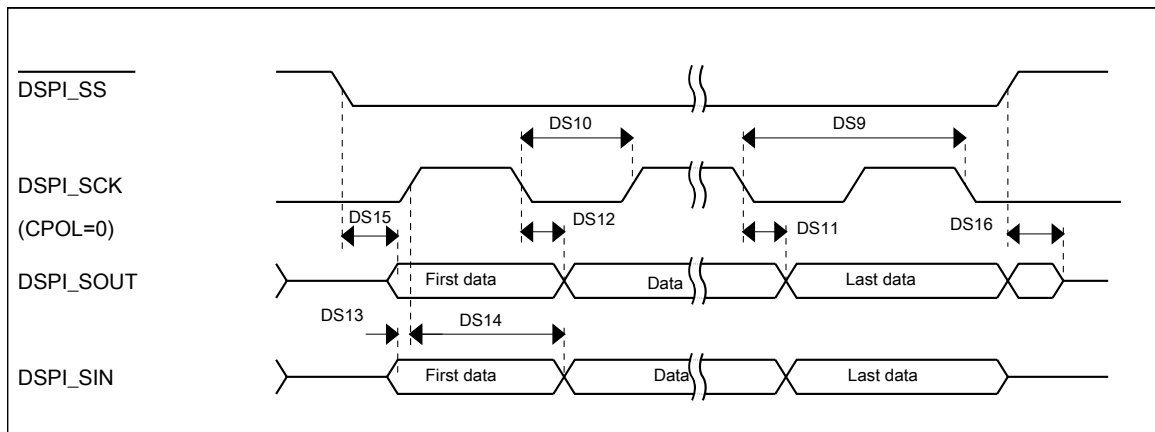 DSPI_SS
DS10
DS9
DSPI_SCK
(CPOL=0)
DS15
DS12
DS11
DS16
DSPI_SOUT
First data
Data
Last data
DS13
DS14
DSPI_SIN
First data
Data
Last data